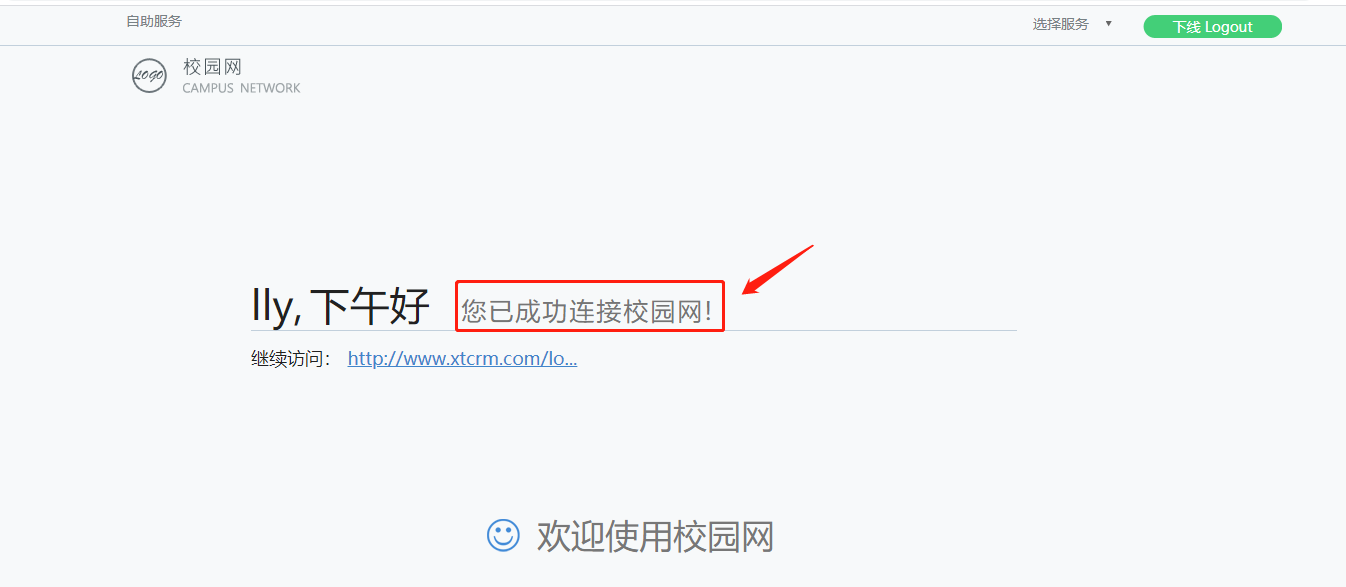 自助服务
选择服务 ▼
下线 Logout
LOGO
校园网
CAMPUS NETWORK
lly, 下午好 您已成功连接校园网!
继续访问: http://www.xtcrm.com/lo...
欢迎使用校园网